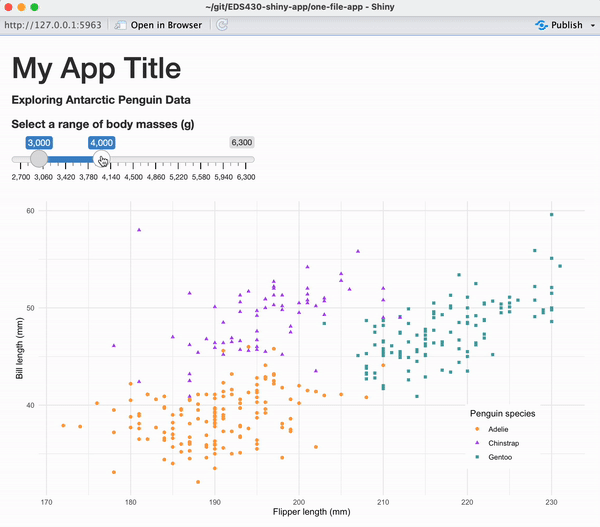 ~/git/EDS430-shiny-app/one-file-app - Shiny
http://127.0.0.1:5963 Open in Browser Publish
My App Title
Exploring Antarctic Penguin Data
Select a range of body masses (g)
3,000 4,000 6,300
2,700 3,060 3,420 3,780 4,140 4,500 4,860 5,220 5,580 5,940 6,300
60
50
40
Bill length (mm)
Penguin species
Adelie
Chinstrap
Gentoo
170 180 190 200 210 220 230
Flipper length (mm)